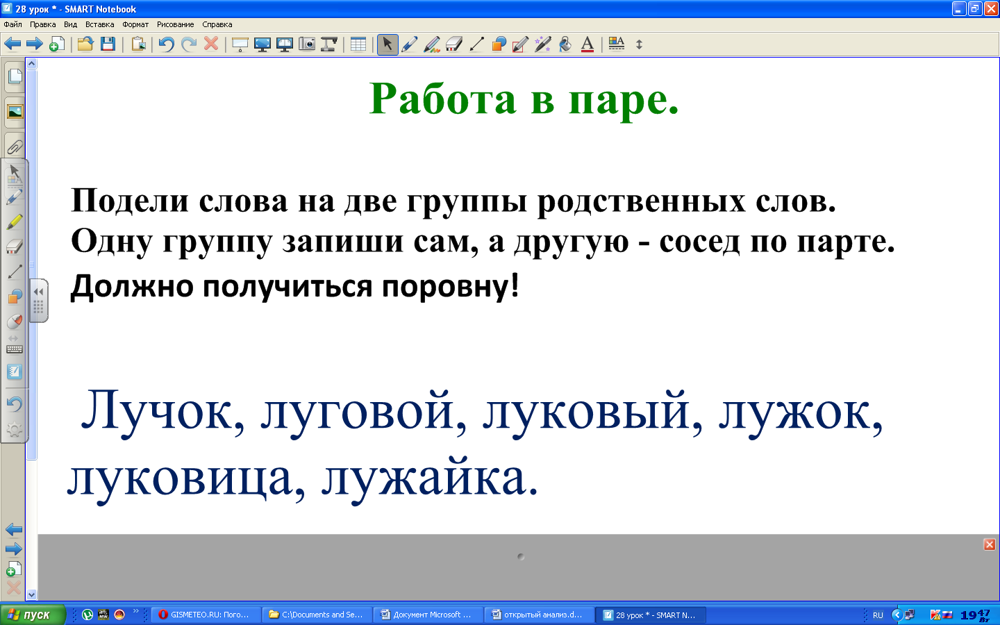 28 урок * - SMART Notebook
Файл Правка Вид Вставка Формат Рисование Справка
Работа в паре.
Подели слова на две группы родственных слов.
Одну группу запиши сам, а другую - сосед по парте.
Должно получиться поровну!
Лучок, луговой, луковый, лужок,
луковица, лужайка.
пуск » GISMETEO.RU: Пого... C:\Documents and Se... Документ Microsoft ... открытый анализ.d... 28 урок * - SMART N... RU 19 47 Вт